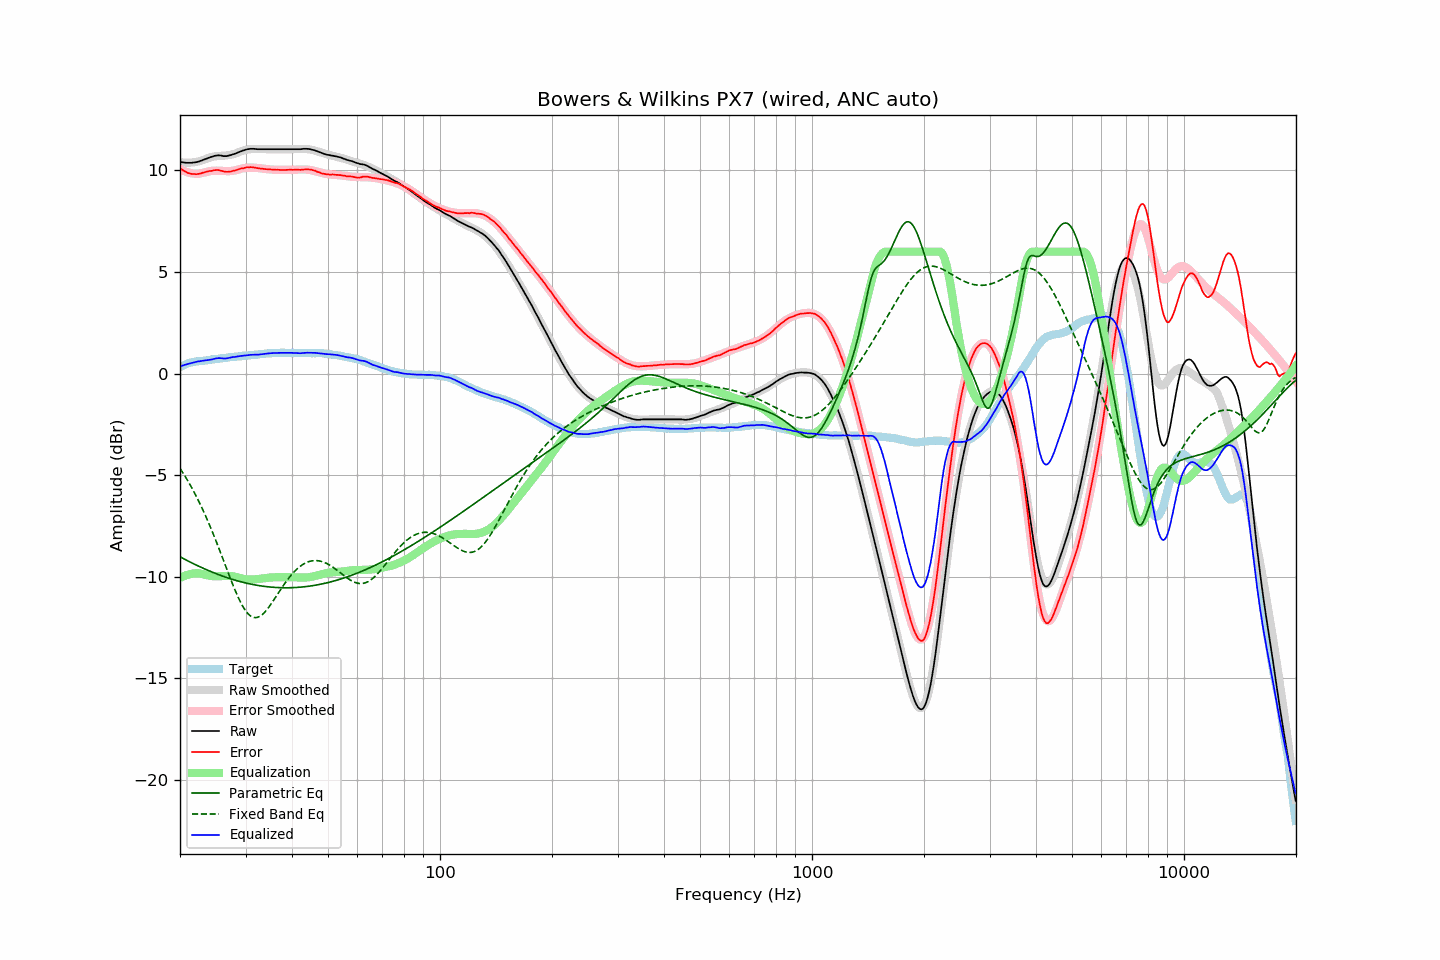 Bowers & Wilkins PX7 (wired, ANC auto)
10
5
0
−5
−10
−15
−20
Amplitude (dBr)
Target
Raw Smoothed
Error Smoothed
Raw
Error
Equalization
Parametric Eq
Fixed Band Eq
Equalized
100
1000
10000
Frequency (Hz)